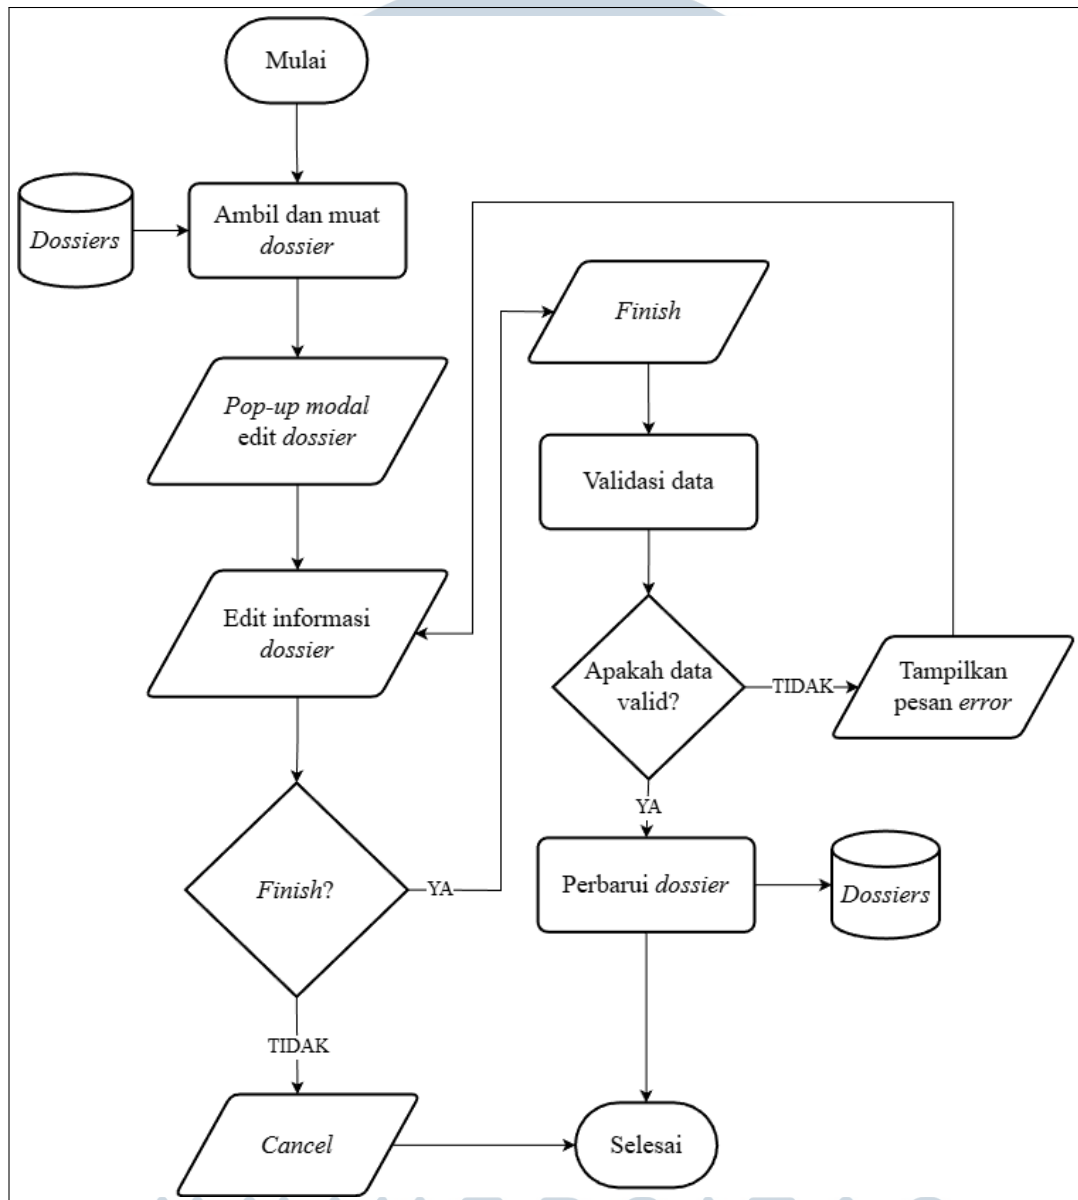 Mulai
Dossiers
Ambil dan muat
dossier
Pop-up modal
edit dossier
Edit informasi
dossier
Finish?
YA
TIDAK
Cancel
Finish
Validasi data
Apakah data
valid?
TIDAK
Tampilkan
pesan error
YA
Perbarui dossier
Dossiers
Selesai